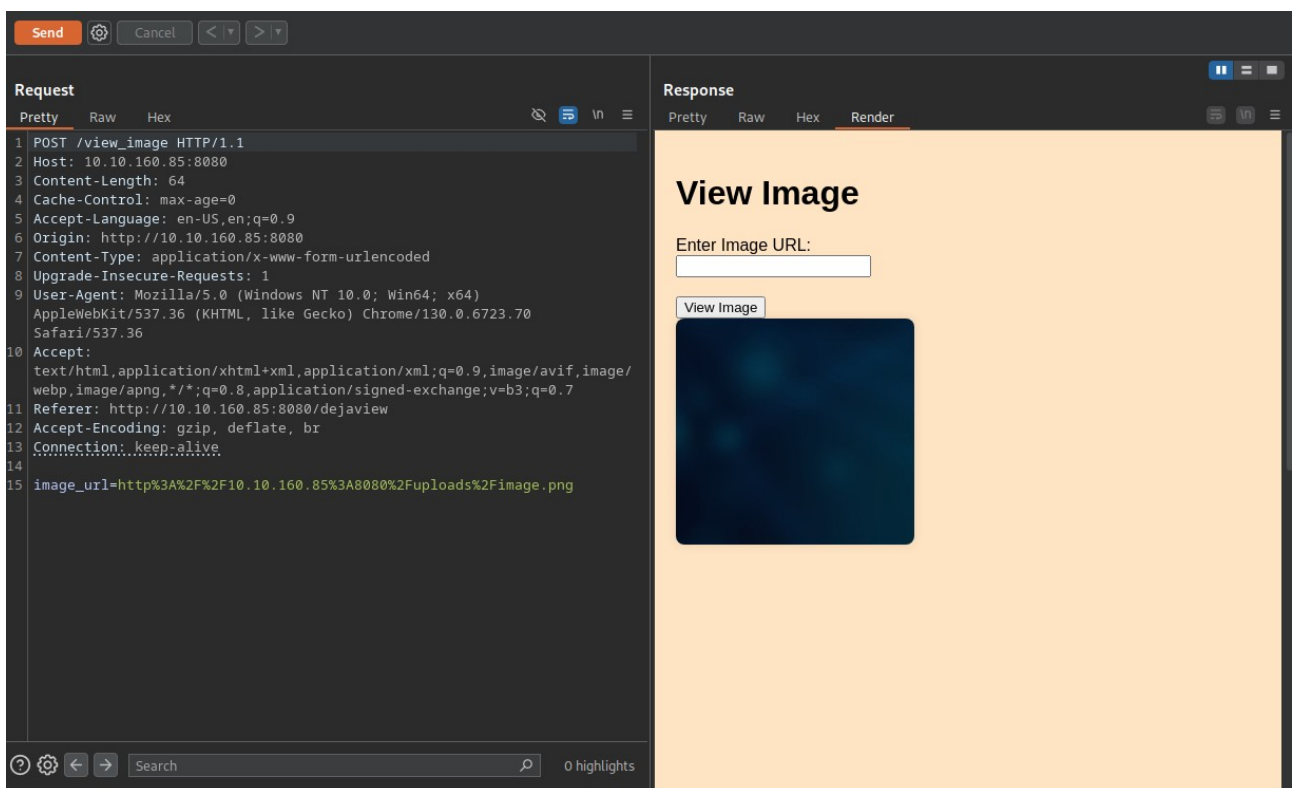 Send Cancel < >
Request
Pretty Raw Hex \n
1 POST /view_image HTTP/1.1
2 Host: 10.10.160.85:8080
3 Content-Length: 64
4 Cache-Control: max-age=0
5 Accept-Language: en-US,en;q=0.9
6 Origin: http://10.10.160.85:8080
7 Content-Type: application/x-www-form-urlencoded
8 Upgrade-Insecure-Requests: 1
9 User-Agent: Mozilla/5.0 (Windows NT 10.0; Win64; x64)
AppleWebKit/537.36 (KHTML, like Gecko) Chrome/130.0.6723.70
Safari/537.36
10 Accept:
text/html,application/xhtml+xml,application/xml;q=0.9,image/avif,image/
webp,image/apng,*/*;q=0.8,application/signed-exchange;v=b3;q=0.7
11 Referer: http://10.10.160.85:8080/dejaview
12 Accept-Encoding: gzip, deflate, br
13 Connection: keep-alive
14
15 image_url=http%3A%2F%2F10.10.160.85%3A8080%2Fuploads%2Fimage.png
Search 0 highlights
Response
Pretty Raw Hex Render \n
View Image
Enter Image URL:
View Image